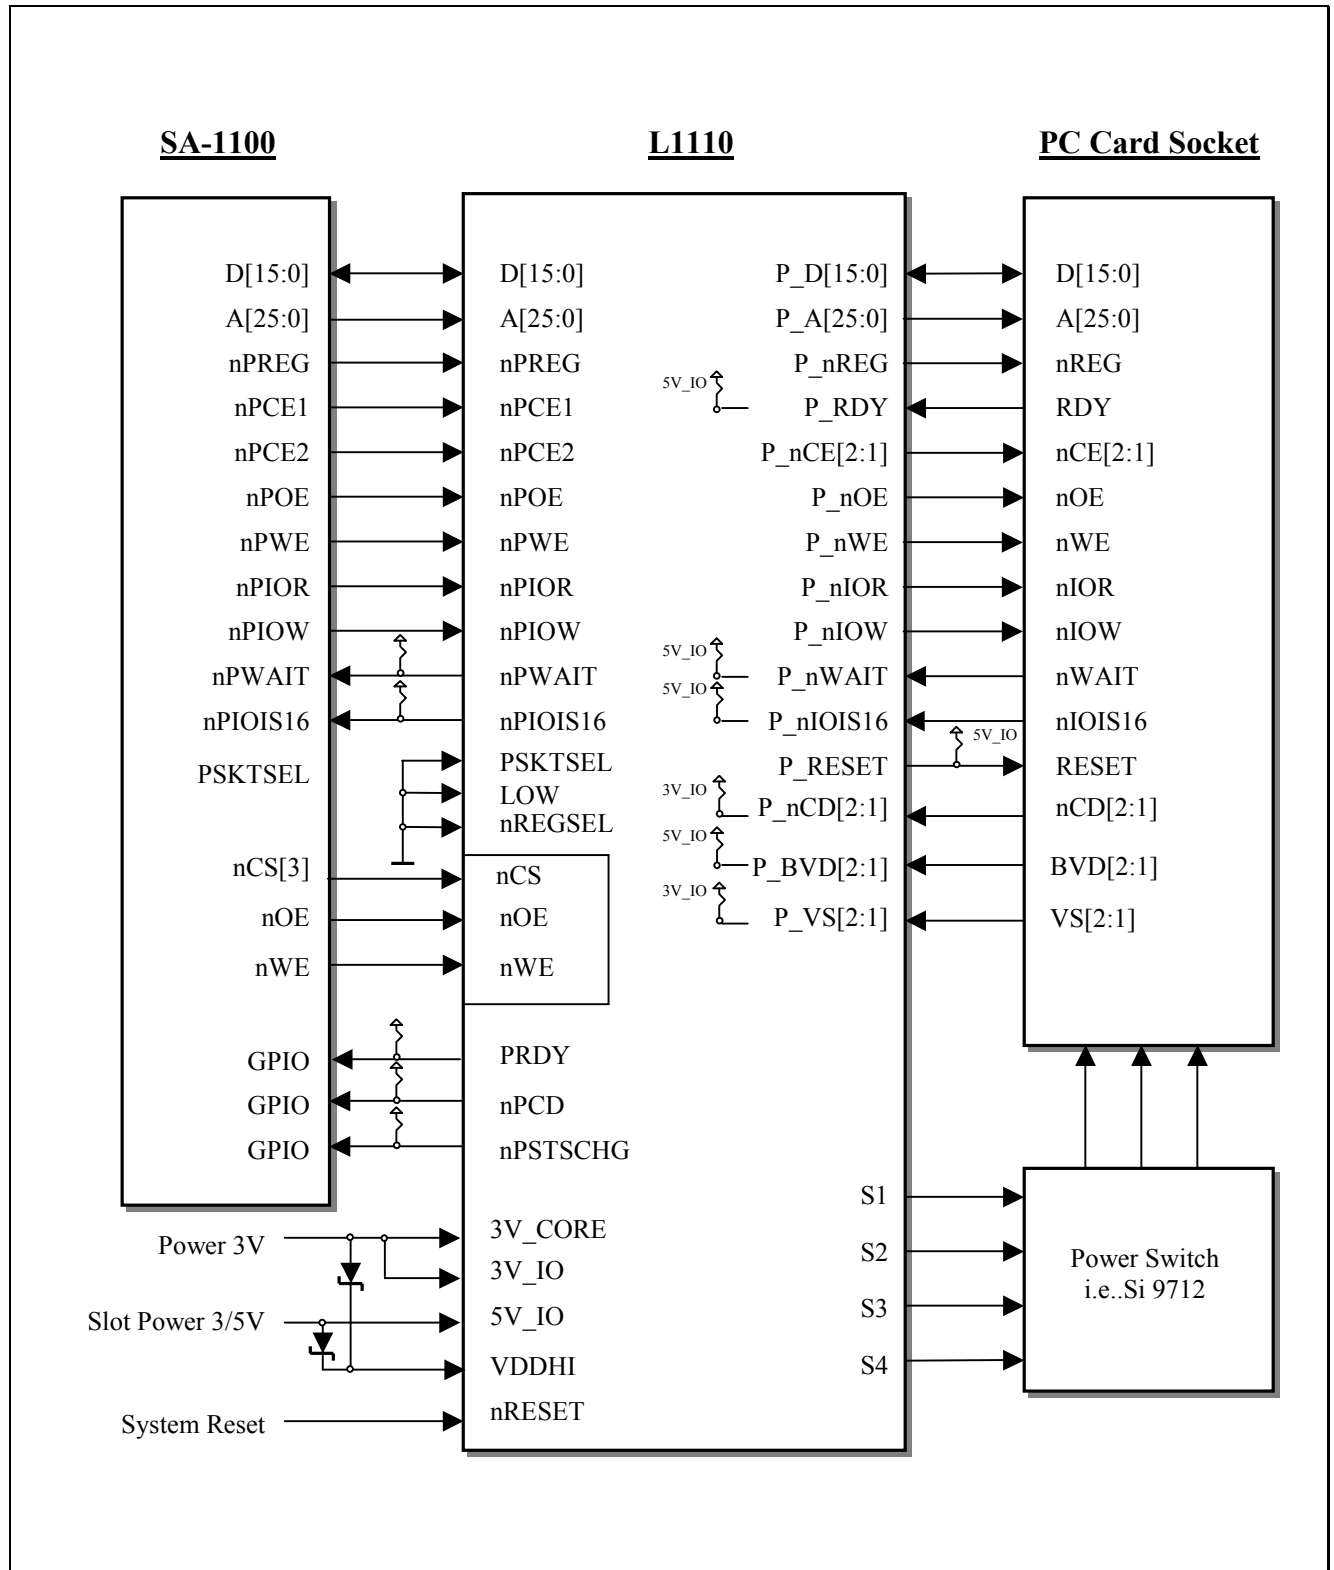 SA-1100 L1110 PC Card Socket
D[15:0] D[15:0] P_D[15:0] D[15:0]
A[25:0] A[25:0] P_A[25:0] A[25:0]
nPREG nPREG P_nREG nREG
5V_IO
nPCE1 nPCE1 P_RDY RDY
nPCE2 nPCE2 P_nCE[2:1] nCE[2:1]
nPOE nPOE P_nOE nOE
nPWE nPWE P_nWE nWE
nPIOR nPIOR P_nIOR nIOR
nPIOW nPIOW P_nIOW nIOW
5V_IO
nPWAIT nPWAIT P_nWAIT nWAIT
5V_IO
nPIOIS16 nPIOIS16 P_nIOIS16 nIOIS16
5V_IO
PSKTSEL PSKTSEL P_RESET RESET
3V_IO
LOW P_nCD[2:1] nCD[2:1]
nREGSEL
5V_IO
nCS[3] nCS P_BVD[2:1] BVD[2:1]
3V_IO
nOE nOE P_VS[2:1] VS[2:1]
nWE nWE
GPIO PRDY
GPIO nPCD
GPIO nPSTSCHG
S1
Power 3V 3V_CORE S2
3V_IO
Power Switch
i.e..Si 9712
Slot Power 3/5V 5V_IO S3
VDDHI S4
System Reset nRESET